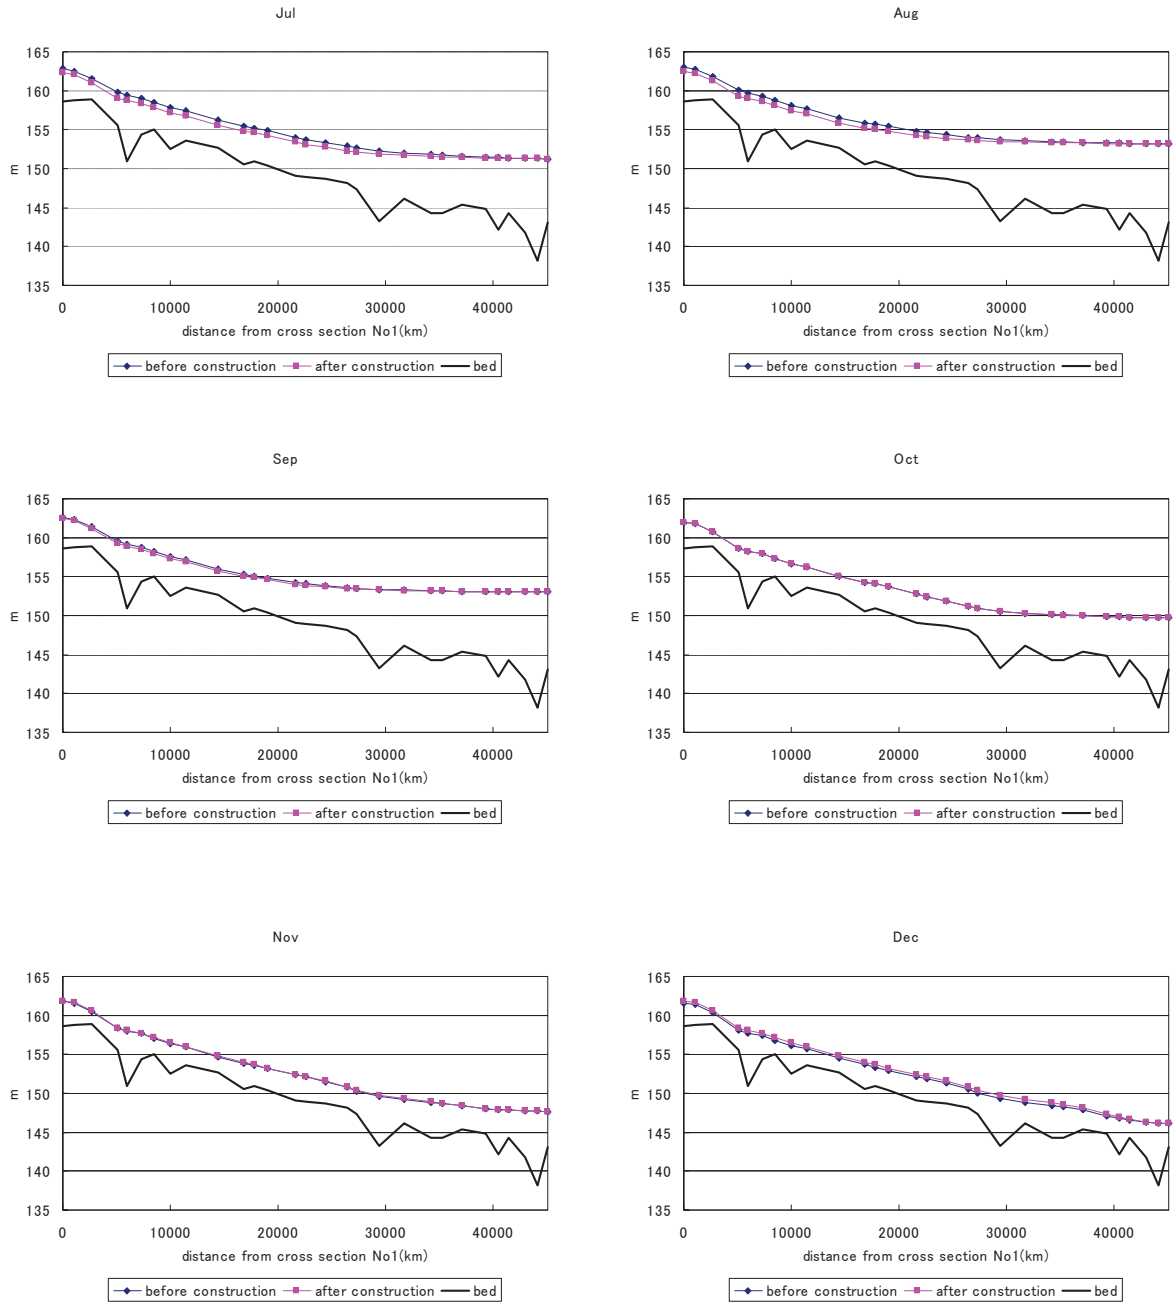 Jul
165
160
155
150
145
140
135
m
0 10000 20000 30000 40000
distance from cross section No1(km)
before construction after construction bed
Aug
165
160
155
150
145
140
135
m
0 10000 20000 30000 40000
distance from cross section No1(km)
before construction after construction bed
Sep
165
160
155
150
145
140
135
m
0 10000 20000 30000 40000
distance from cross section No1(km)
before construction after construction bed
Oct
165
160
155
150
145
140
135
m
0 10000 20000 30000 40000
distance from cross section No1(km)
before construction after construction bed
Nov
165
160
155
150
145
140
135
m
0 10000 20000 30000 40000
distance from cross section No1(km)
before construction after construction bed
Dec
165
160
155
150
145
140
135
m
0 10000 20000 30000 40000
distance from cross section No1(km)
before construction after construction bed